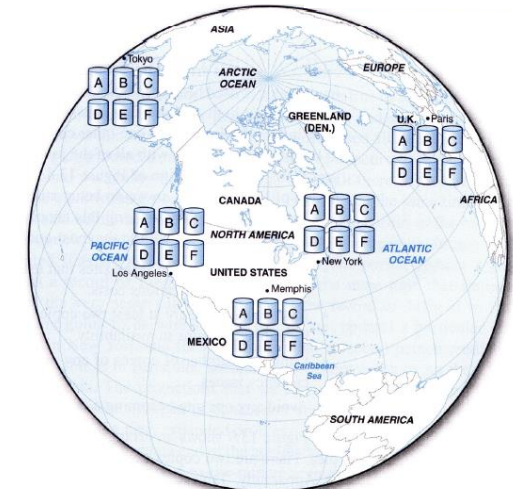 ASIA
Tokyo
A B C
D E F
ARCTIC
OCEAN
EUROPE
GREENLAND
(DEN.)
U.K.
Paris
A B C
D E F
AFRICA
CANADA
A B C
D E F
NORTH AMERICA
A B C
D E F
PACIFIC
OCEAN
ATLANTIC
OCEAN
Los Angeles
UNITED STATES
New York
Memphis
A B C
D E F
MEXICO
Caribbean
Sea
SOUTH AMERICA